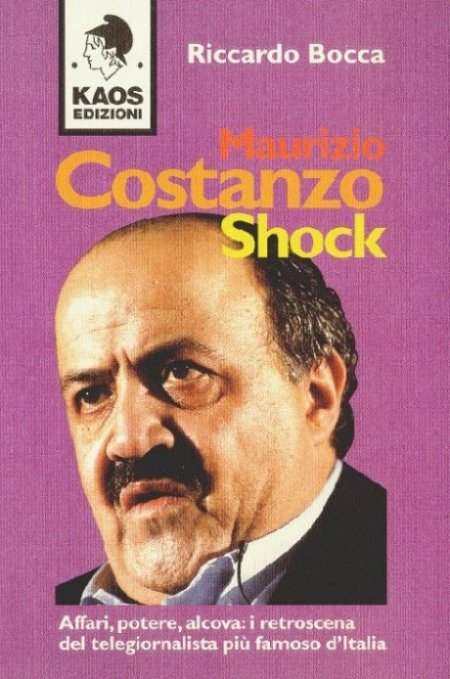 KAOS
EDIZIONI
Riccardo Bocca
Maurizio
Costanzo
Shock
Affari, potere, alcova: i retroscena
del telegiornalista più famoso d'Italia